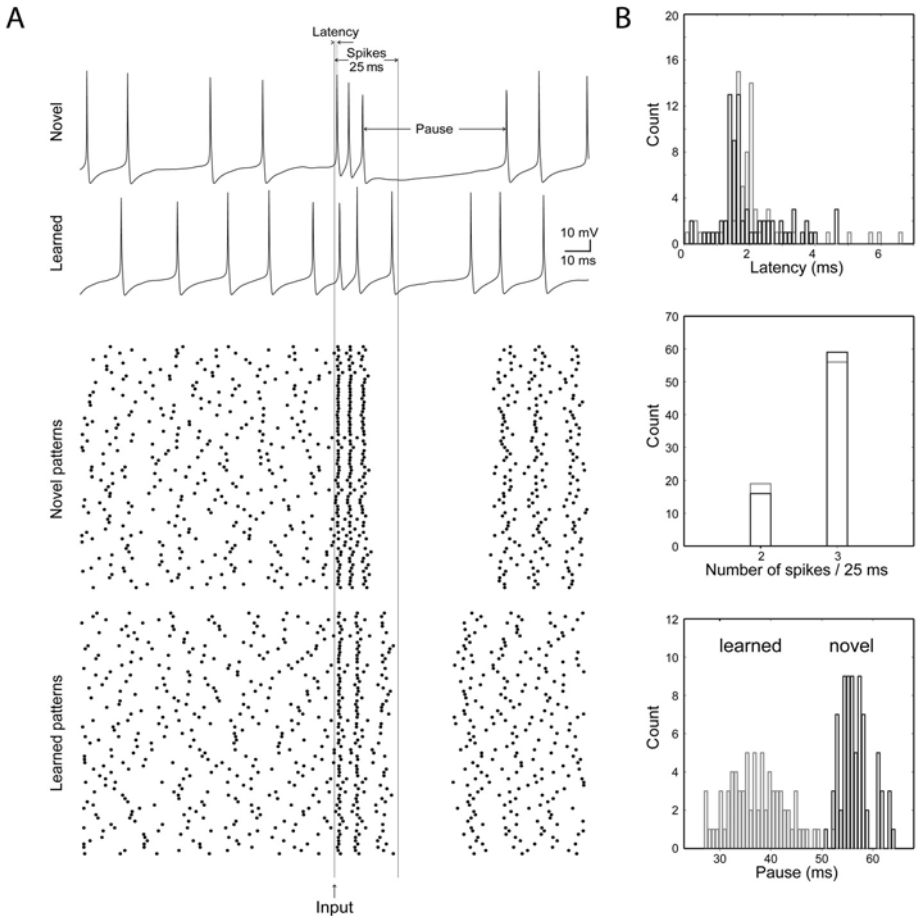 A
Latency
Spikes
25 ms
Novel
Pause
Learned
10 mV
10 ms
Novel patterns
Learned patterns
Input
B
20
16
12
8
4
0
Count
0 2 4 6
Latency (ms)
70
60
50
40
30
20
10
0
Count
2 3
Number of spikes / 25 ms
12
10
8
6
4
2
0
Count
learned novel
30 40 50 60
Pause (ms)